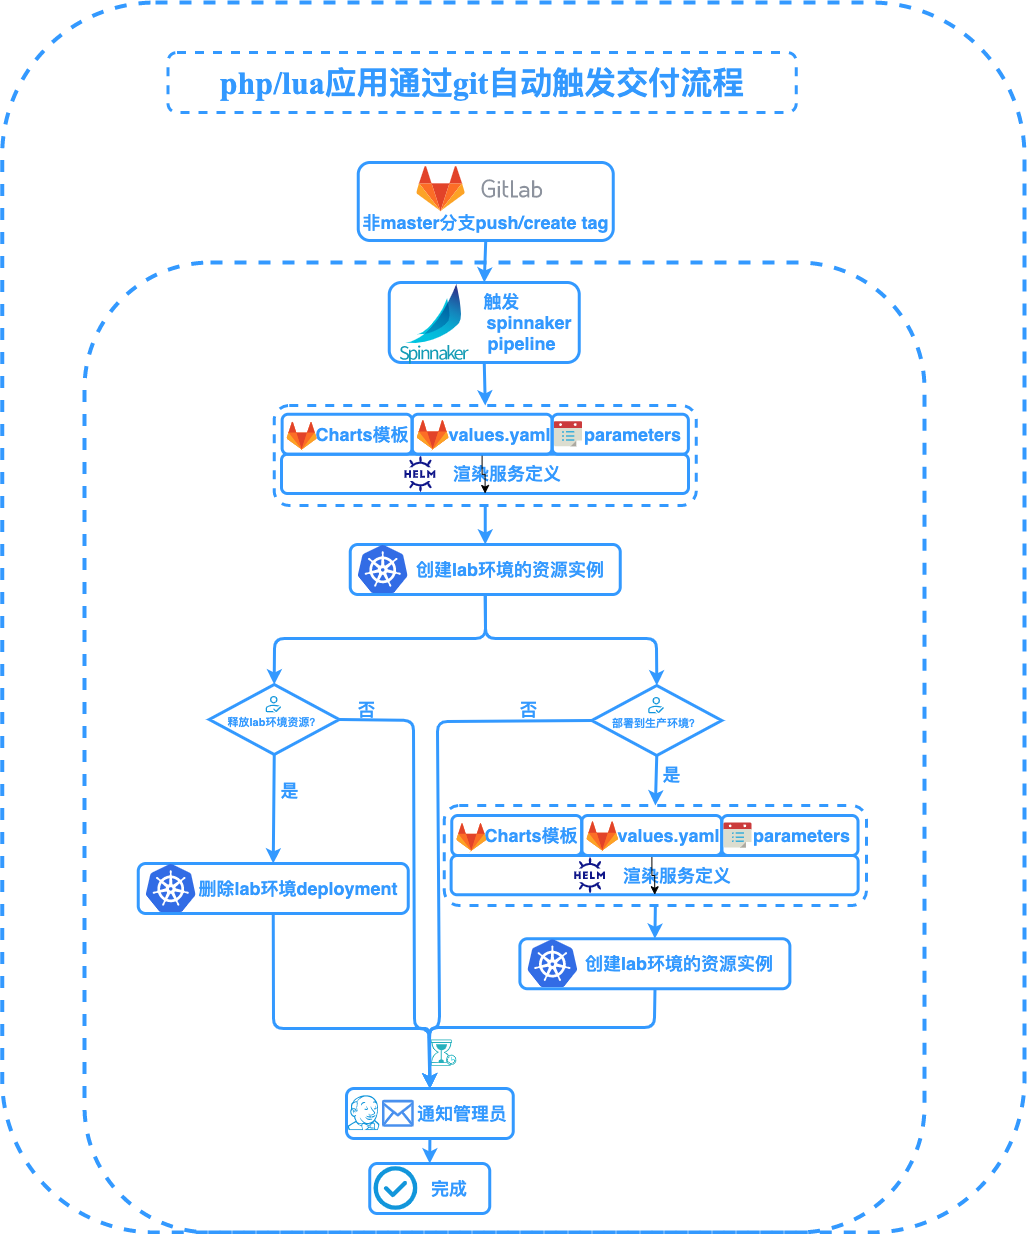 php/lua应用通过git自动触发交付流程
GitLab
非master分支push/create tag
触发
spinnaker
pipeline
Spinnaker
Charts模板
values.yaml
parameters
HELM
渲染服务定义
创建lab环境的资源实例
释放lab环境资源?
否
否
部署到生产环境?
是
是
Charts模板
values.yaml
parameters
HELM
渲染服务定义
删除lab环境deployment
创建lab环境的资源实例
通知管理员
完成